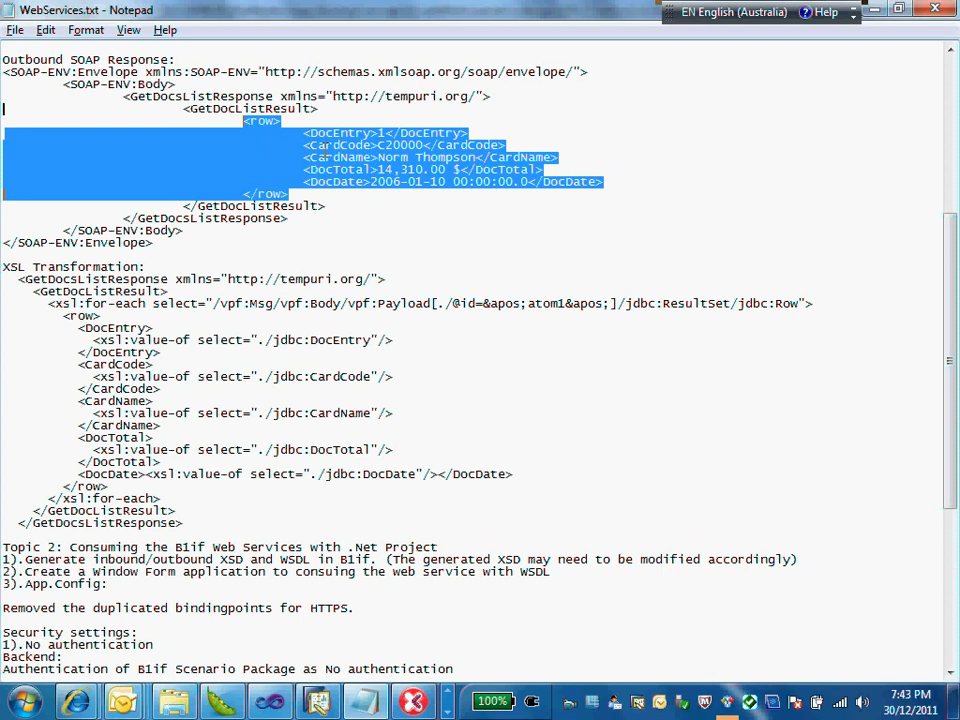 WebServices.txt - Notepad
EN English (Australia) Help
File Edit Format View Help
Outbound SOAP Response:
<SOAP-ENV:Envelope xmlns:SOAP-ENV="http://schemas.xmlsoap.org/soap/envelope/">
<SOAP-ENV:Body>
<GetDocsListResponse xmlns="http://tempuri.org/">
<GetDocListResult>
<row>
<DocEntry>1</DocEntry>
<CardCode>C20000</CardCode>
<CardName>Norm Thompson</CardName>
<DocTotal>14,310.00 $</DocTotal>
<DocDate>2006-01-10 00:00:00.0</DocDate>
</row>
</GetDocListResult>
</GetDocsListResponse>
</SOAP-ENV:Body>
</SOAP-ENV:Envelope>
XSL Transformation:
<GetDocsListResponse xmlns="http://tempuri.org/">
<GetDocListResult>
<xsl:for-each select="/vpf:Msg/vpf:Body/vpf:Payload[./@id=&apos;atom1&apos;]/jdbc:ResultSet/jdbc:Row">
<row>
<DocEntry>
<xsl:value-of select="./jdbc:DocEntry"/>
</DocEntry>
<CardCode>
<xsl:value-of select="./jdbc:CardCode"/>
</CardCode>
<CardName>
<xsl:value-of select="./jdbc:CardName"/>
</CardName>
<DocTotal>
<xsl:value-of select="./jdbc:DocTotal"/>
</DocTotal>
<DocDate><xsl:value-of select="./jdbc:DocDate"/></DocDate>
</row>
</xsl:for-each>
</GetDocListResult>
</GetDocsListResponse>
Topic 2: Consuming the B1if Web Services with .Net Project
1).Generate inbound/outbound XSD and WSDL in B1if. (The generated XSD may need to be modified accordingly)
2).Create a Window Form application to consuing the web service with WSDL
3).App.Config:
Removed the duplicated bindingpoints for HTTPS.
Security settings:
1).No authentication
Backend:
Authentication of B1if Scenario Package as No authentication
100%
7:43 PM
30/12/2011